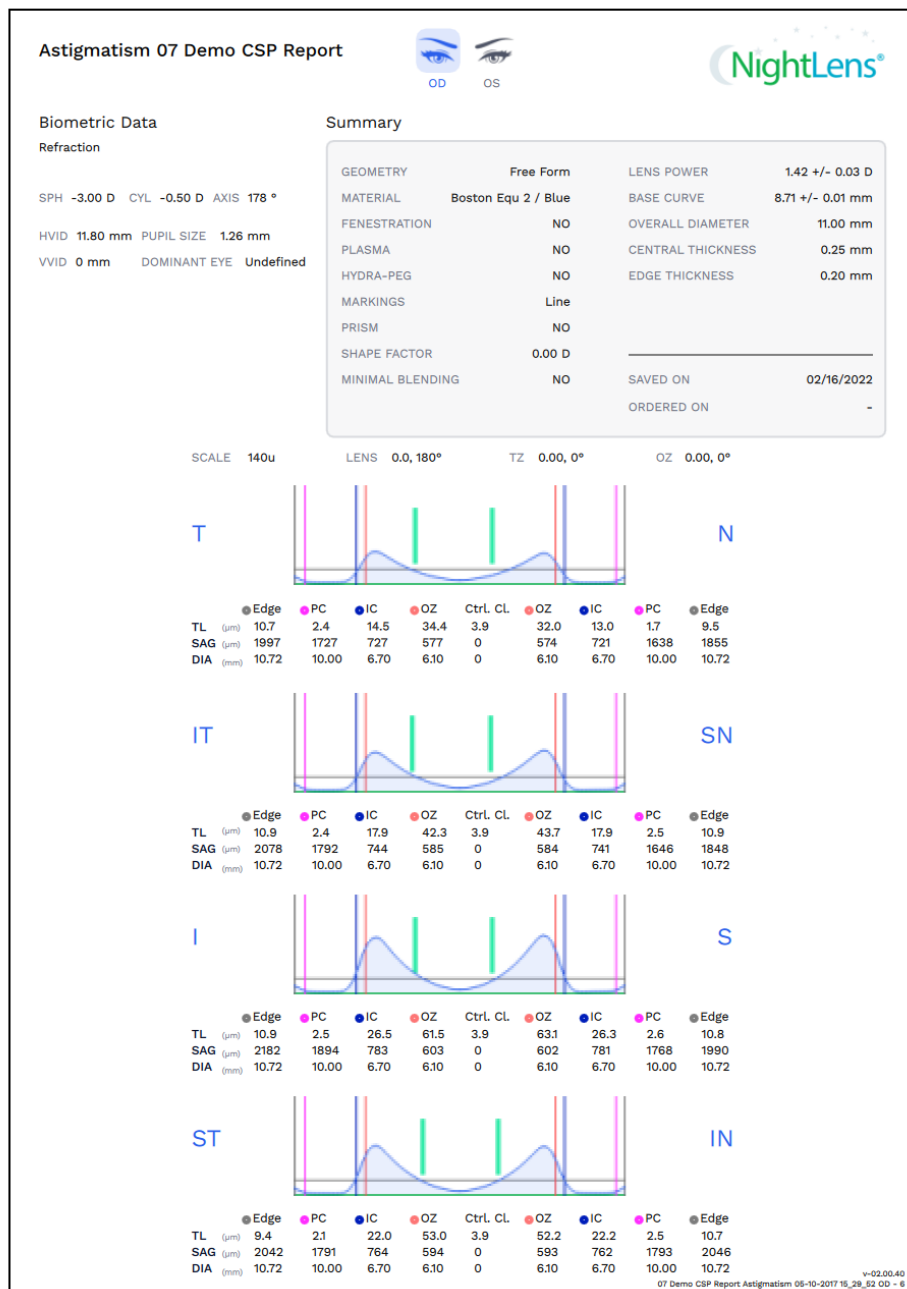 Astigmatism 07 Demo CSP Report
OD OS
NightLens®
Biometric Data
Refraction
SPH -3.00 D CYL -0.50 D AXIS 178 °
HVID 11.80 mm PUPIL SIZE 1.26 mm
VVID 0 mm DOMINANT EYE Undefined
Summary
GEOMETRY Free Form LENS POWER 1.42 +/- 0.03 D
MATERIAL Boston Equ 2 / Blue BASE CURVE 8.71 +/- 0.01 mm
FENESTRATION NO OVERALL DIAMETER 11.00 mm
PLASMA NO CENTRAL THICKNESS 0.25 mm
HYDRA-PEG NO EDGE THICKNESS 0.20 mm
MARKINGS Line
PRISM NO
SHAPE FACTOR 0.00 D
MINIMAL BLENDING NO SAVED ON 02/16/2022
ORDERED ON -
SCALE 140u LENS 0.0, 180° TZ 0.00, 0° OZ 0.00, 0°
T N
Edge PC IC OZ Ctrl. Cl. OZ IC PC Edge
TL (μm) 10.7 2.4 14.5 34.4 3.9 32.0 13.0 1.7 9.5
SAG (μm) 1997 1727 727 577 0 574 721 1638 1855
DIA (mm) 10.72 10.00 6.70 6.10 0 6.10 6.70 10.00 10.72
IT SN
Edge PC IC OZ Ctrl. Cl. OZ IC PC Edge
TL (μm) 10.9 2.4 17.9 42.3 3.9 43.7 17.9 2.5 10.9
SAG (μm) 2078 1792 744 585 0 584 741 1646 1848
DIA (mm) 10.72 10.00 6.70 6.10 0 6.10 6.70 10.00 10.72
I S
Edge PC IC OZ Ctrl. Cl. OZ IC PC Edge
TL (μm) 10.9 2.5 26.5 61.5 3.9 63.1 26.3 2.6 10.8
SAG (μm) 2182 1894 783 603 0 602 781 1768 1990
DIA (mm) 10.72 10.00 6.70 6.10 0 6.10 6.70 10.00 10.72
ST IN
Edge PC IC OZ Ctrl. Cl. OZ IC PC Edge
TL (μm) 9.4 2.1 22.0 53.0 3.9 52.2 22.2 2.5 10.7
SAG (μm) 2042 1791 764 594 0 593 762 1793 2046
DIA (mm) 10.72 10.00 6.70 6.10 0 6.10 6.70 10.00 10.72
v-02.00.40
07 Demo CSP Report Astigmatism 05-10-2017 15_29_52 OD - 6